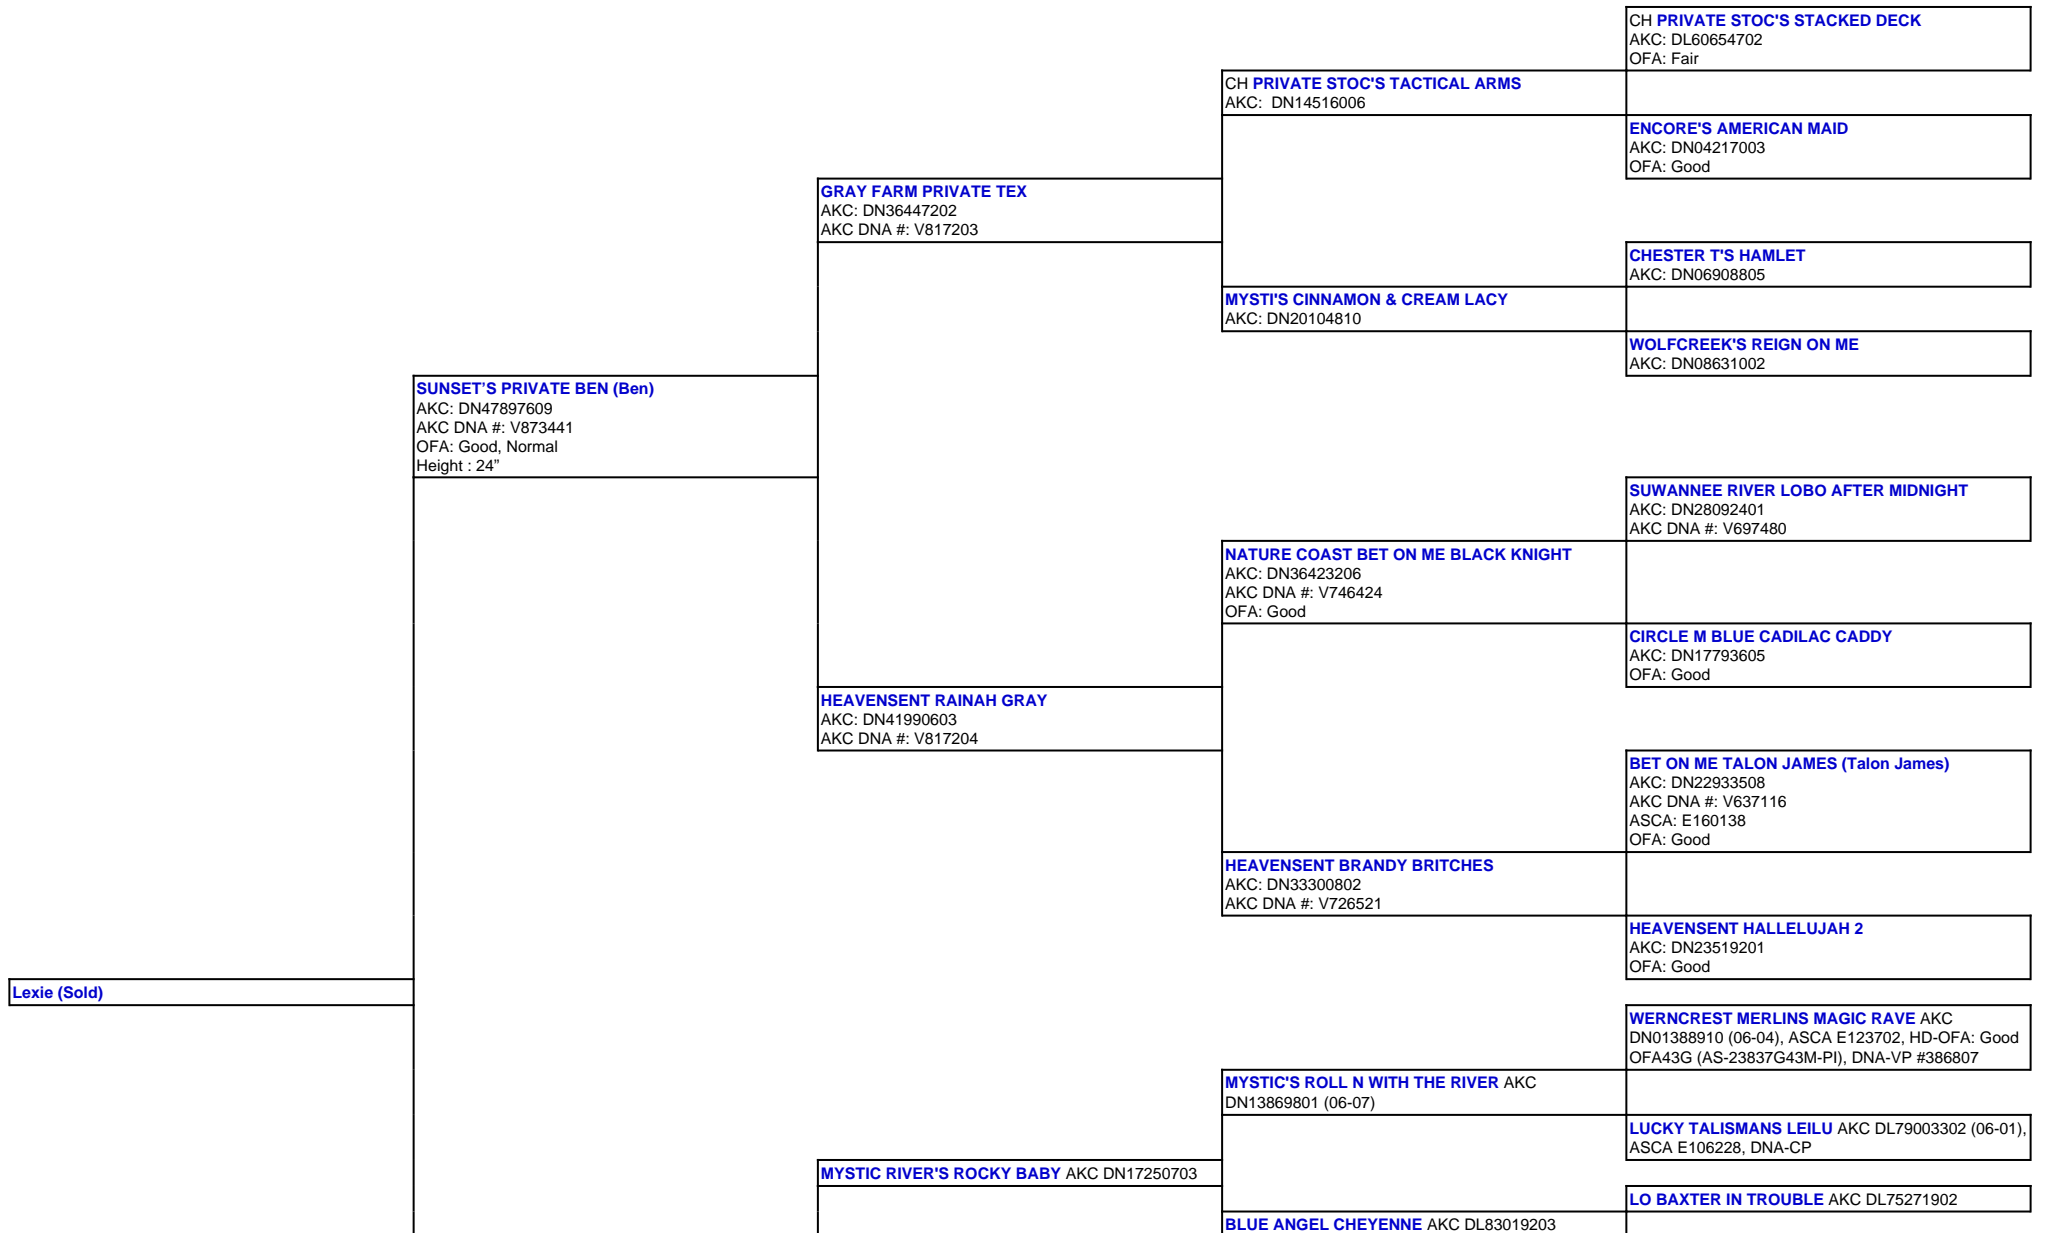 CH PRIVATE STOC'S STACKED DECK
AKC: DL60654702
OFA: Fair
CH PRIVATE STOC'S TACTICAL ARMS
AKC:  DN14516006
ENCORE'S AMERICAN MAID
AKC: DN04217003
OFA: Good
GRAY FARM PRIVATE TEX
AKC: DN36447202
AKC DNA #: V817203
CHESTER T'S HAMLET
AKC: DN06908805
MYSTI'S CINNAMON & CREAM LACY
AKC: DN20104810
WOLFCREEK'S REIGN ON ME
AKC: DN08631002
SUNSET’S PRIVATE BEN (Ben)
AKC: DN47897609
AKC DNA #: V873441
OFA: Good, Normal
Height : 24”
SUWANNEE RIVER LOBO AFTER MIDNIGHT
AKC: DN28092401
AKC DNA #: V697480
NATURE COAST BET ON ME BLACK KNIGHT
AKC: DN36423206
AKC DNA #: V746424
OFA: Good
CIRCLE M BLUE CADILAC CADDY
AKC: DN17793605
OFA: Good
HEAVENSENT RAINAH GRAY
AKC: DN41990603
AKC DNA #: V817204
BET ON ME TALON JAMES (Talon James)
AKC: DN22933508
AKC DNA #: V637116
ASCA: E160138
OFA: Good
HEAVENSENT BRANDY BRITCHES
AKC: DN33300802
AKC DNA #: V726521
HEAVENSENT HALLELUJAH 2
AKC: DN23519201
OFA: Good
Lexie (Sold)
WERNCREST MERLINS MAGIC RAVE AKC
DN01388910 (06-04), ASCA E123702, HD-OFA: Good
OFA43G (AS-23837G43M-PI), DNA-VP #386807
MYSTIC'S ROLL N WITH THE RIVER AKC
DN13869801 (06-07)
LUCKY TALISMANS LEILU AKC DL79003302 (06-01),
ASCA E106228, DNA-CP
MYSTIC RIVER'S ROCKY BABY AKC DN17250703
LO BAXTER IN TROUBLE AKC DL75271902
BLUE ANGEL CHEYENNE AKC DL83019203